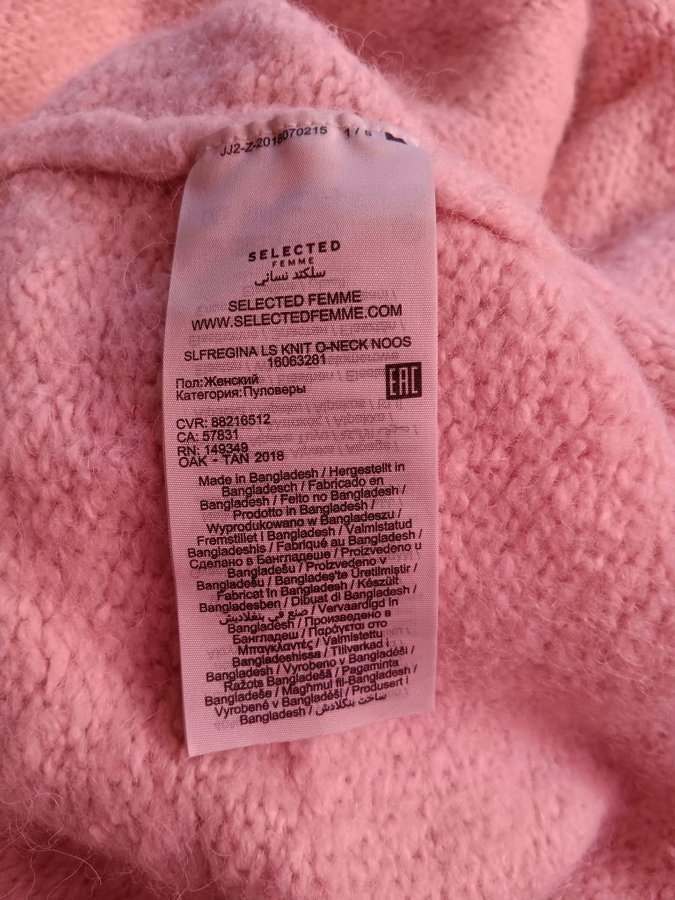 JJ2-Z-2018070215 1 / 5
SELECTED
FEMME
سلكتد نسائي
SELECTED FEMME
WWW.SELECTEDFEMME.COM
SLFREGINA LS KNIT O-NECK NOOS
16063281
Пол:Женский
Категория:Пуловеры
EAC
CVR: 88216512
CA: 57831
RN: 149349
OAK - TAN 2018
Made in Bangladesh / Hergestellt in
Bangladesch / Fabricado en
Bangladesh / Feito no Bangladesh /
Prodotto in Bangladesh /
Wyprodukowano w Bangladeszu /
Fremstillet i Bangladesh / Valmistatud
Bangladeshis / Fabriqué au Bangladesh /
Сделано в Бангладеше / Proizvedeno u
Bangladešu / Proizvedeno v
Bangladešu / Bangladeş'te Üretilmiştir /
Fabricat în Bangladesh / Készült
Bangladesben / Dibuat di Bangladesh /
صنع في بنغلاديش / Vervaardigd in
Bangladesh / Произведено в
Бангладеш / Παράγεται στο
Μπαγκλαντές / Valmistettu
Bangladeshissa / Tillverkad i
Bangladesh / Vyrobeno v Bangladéši /
Ražots Bangladešā / Pagaminta
Bangladeše / Maghmul fil-Bangladesh /
Vyrobené v Bangladéši / Produsert i
Bangladesh / ساخت بنگلادش